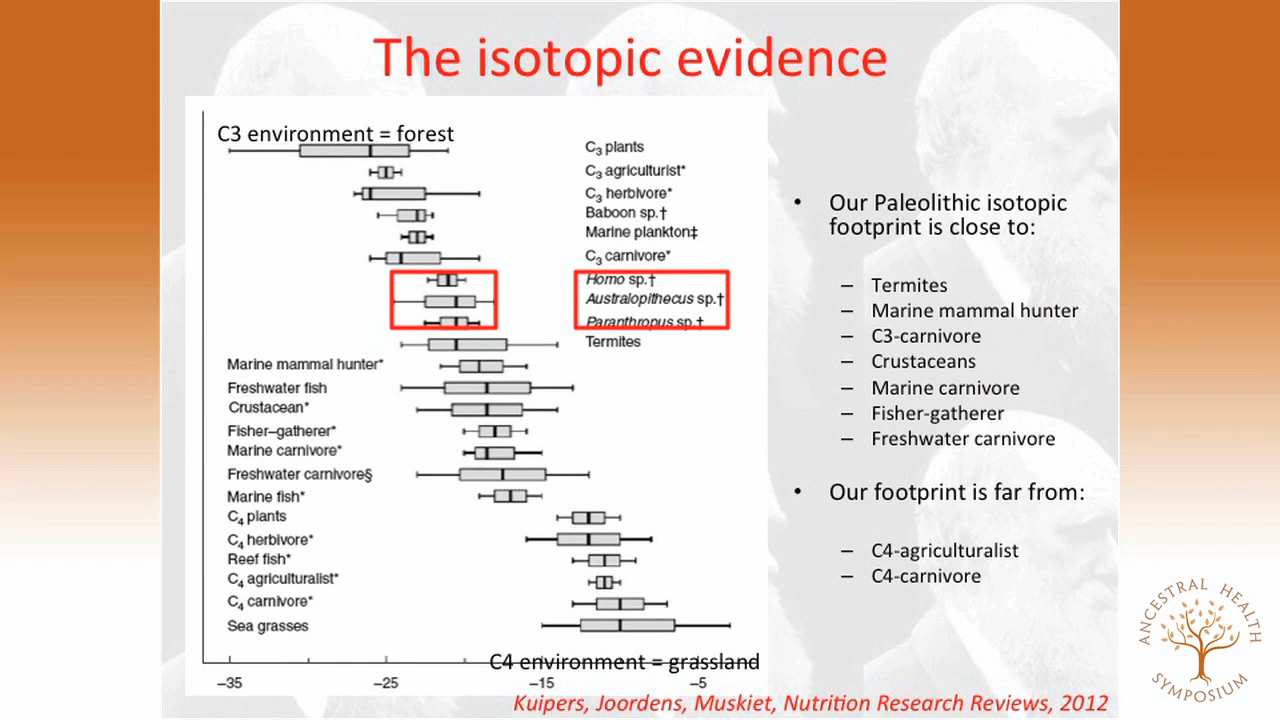 The isotopic evidence
C3 environment = forest
C3 plants
C3 agriculturist*
C3 herbivore*
Baboon sp.†
Marine plankton‡
C3 carnivore*
Homo sp.†
Australopithecus sp.†
Paranthropus sp.†
Termites
Marine mammal hunter*
Freshwater fish
Crustacean*
Fisher–gatherer*
Marine carnivore*
Freshwater carnivore§
Marine fish*
C4 plants
C4 herbivore*
Reef fish*
C4 agriculturalist*
C4 carnivore*
Sea grasses
C4 environment = grassland
–35 –25 –15 –5
• Our Paleolithic isotopic
footprint is close to:
– Termites
– Marine mammal hunter
– C3-carnivore
– Crustaceans
– Marine carnivore
– Fisher-gatherer
– Freshwater carnivore
• Our footprint is far from:
– C4-agriculturalist
– C4-carnivore
Kuipers, Joordens, Muskiet, Nutrition Research Reviews, 2012
ANCESTRAL HEALTH
SYMPOSIUM